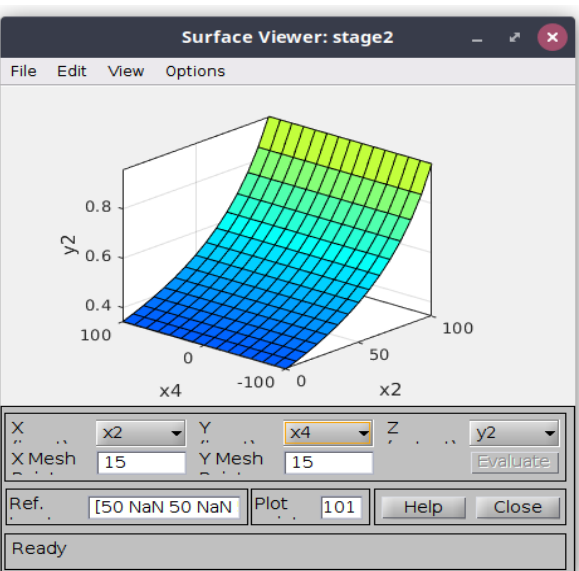 Surface Viewer: stage2
File Edit View Options
y2
0.8
0.6
0.4
100
0
-100
x4
0
50
100
x2
X x2 Y x4 Z y2
X Mesh 15 Y Mesh 15 Evaluate
Ref. [50 NaN 50 NaN Plot 101 Help Close
Ready